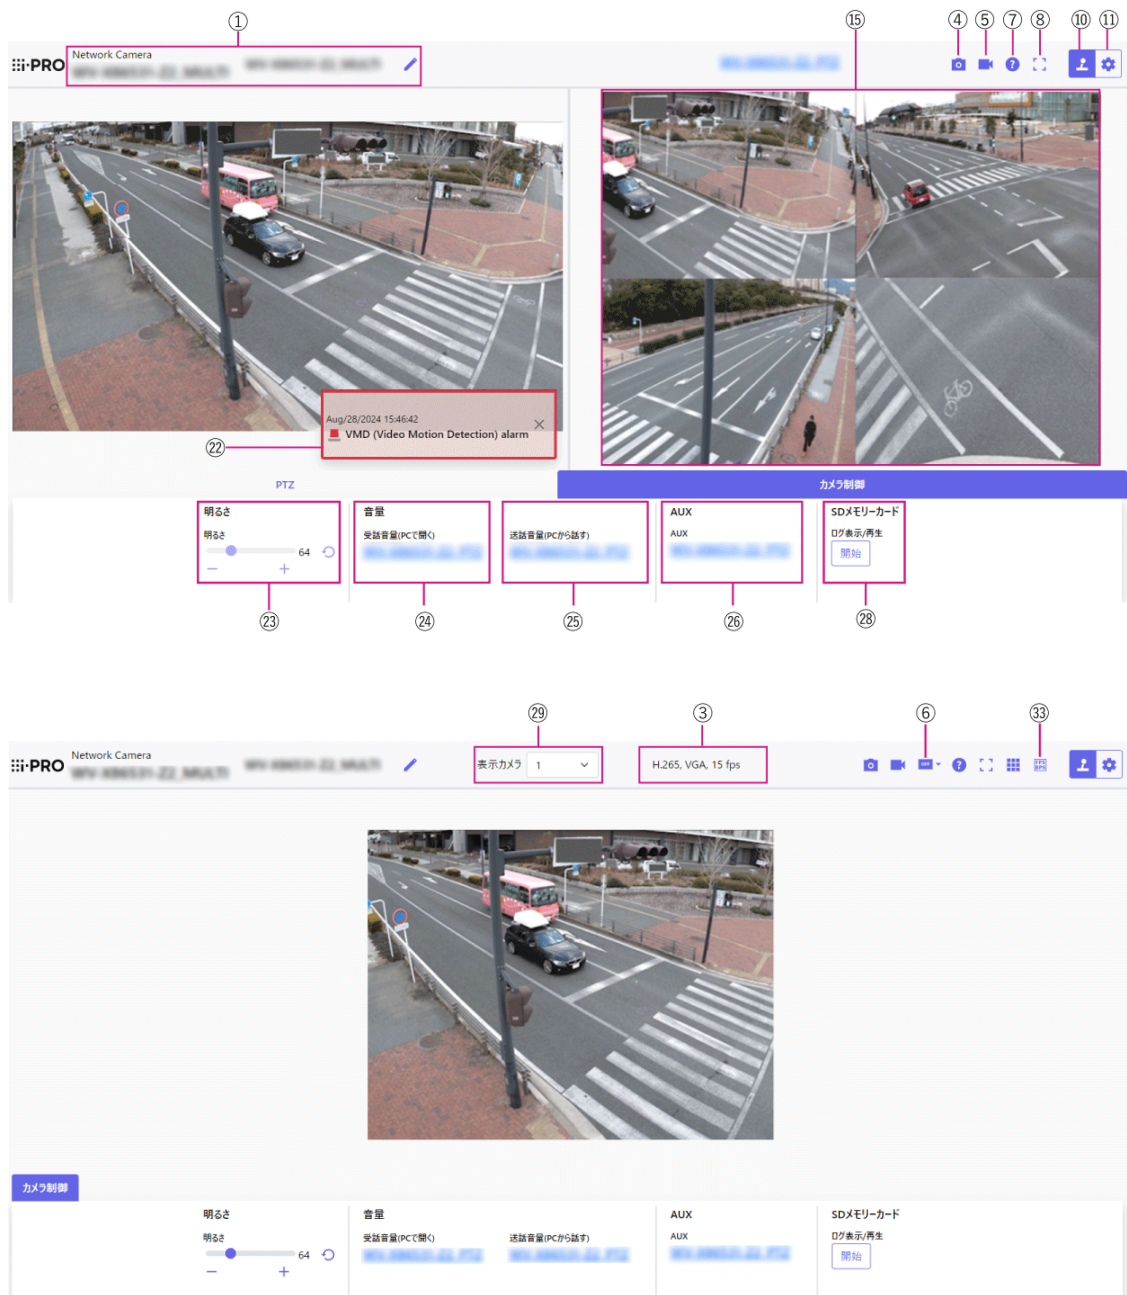 ① ⑮ ④ ⑤ ⑦ ⑧ ⑩ ⑪
i-PRO
Network Camera
Aug/28/2024 15:46:42
VMD (Video Motion Detection) alarm
㉒
PTZ
カメラ制御
明るさ
明るさ
64
− +
音量
受話音量(PCで聞く)
送話音量(PCから話す)
AUX
AUX
SDメモリーカード
ログ表示/再生
開始
㉓ ㉔ ㉕ ㉖ ㉘
㉙ ③ ⑥ ㉝
i-PRO
Network Camera
表示カメラ 1
H.265, VGA, 15 fps
カメラ制御
明るさ
明るさ
64
− +
音量
受話音量(PCで聞く)
送話音量(PCから話す)
AUX
AUX
SDメモリーカード
ログ表示/再生
開始